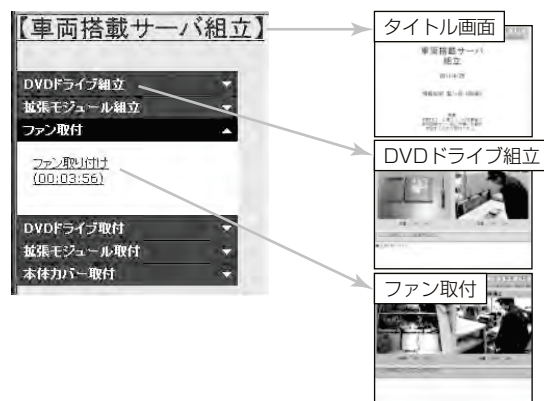 【車両搭載サーバ組立】
DVDドライブ組立
拡張モジュール組立
ファン取付
ファン取り付け
(00:03:56)
DVDドライブ取付
拡張モジュール取付
本体カバー取付
タイトル画面
車両搭載サーバ
組立
DVDドライブ組立
ファン取付